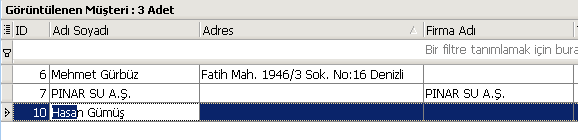 Görüntülenen Müşteri : 3 Adet
ID Adı Soyadı Adres Firma Adı
Bir filtre tanımlamak için bura
6 Mehmet Gürbüz Fatih Mah. 1946/3 Sok. No:16 Denizli
7 PINAR SU A.Ş. PINAR SU A.Ş.
10 Hasan Gümüş